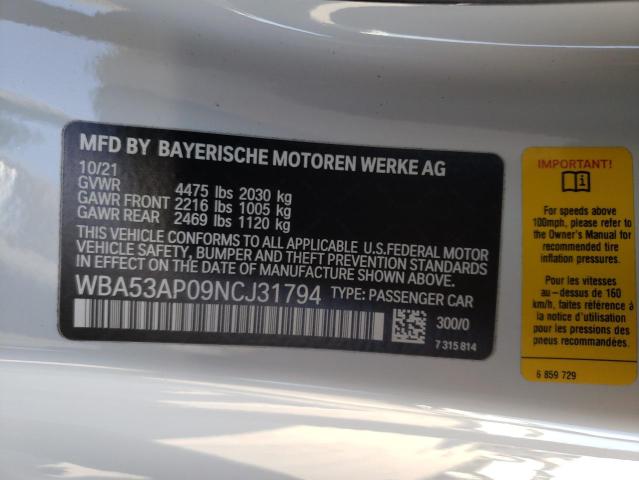 MFD BY BAYERISCHE MOTOREN WERKE AG
10/21
GVWR 4475 lbs 2030 kg
GAWR FRONT 2216 lbs 1005 kg
GAWR REAR 2469 lbs 1120 kg
THIS VEHICLE CONFORMS TO ALL APPLICABLE U.S.FEDERAL MOTOR
VEHICLE SAFETY, BUMPER AND THEFT PREVENTION STANDARDS
IN EFFECT ON THE DATE OF MANUFACTURE SHOWN ABOVE.
WBA53AP09NCJ31794 TYPE: PASSENGER CAR
300/0
7 315 814
IMPORTANT!
For speeds above
100mph, please refer to
the Owner's Manual for
recommended tire
inflation pressures.
Pour les vitesses
au-dessus de 160
km/h, faites référence à
la notice d'utilisation
pour les pressions des
pneus recommandées.
6 859 729